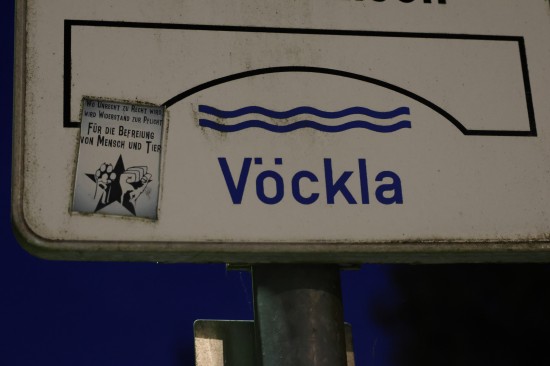 Wo Unrecht zu Recht wird
wird Widerstand zur Pflicht
Für die Befreiung
von Mensch und Tier
Vöckla